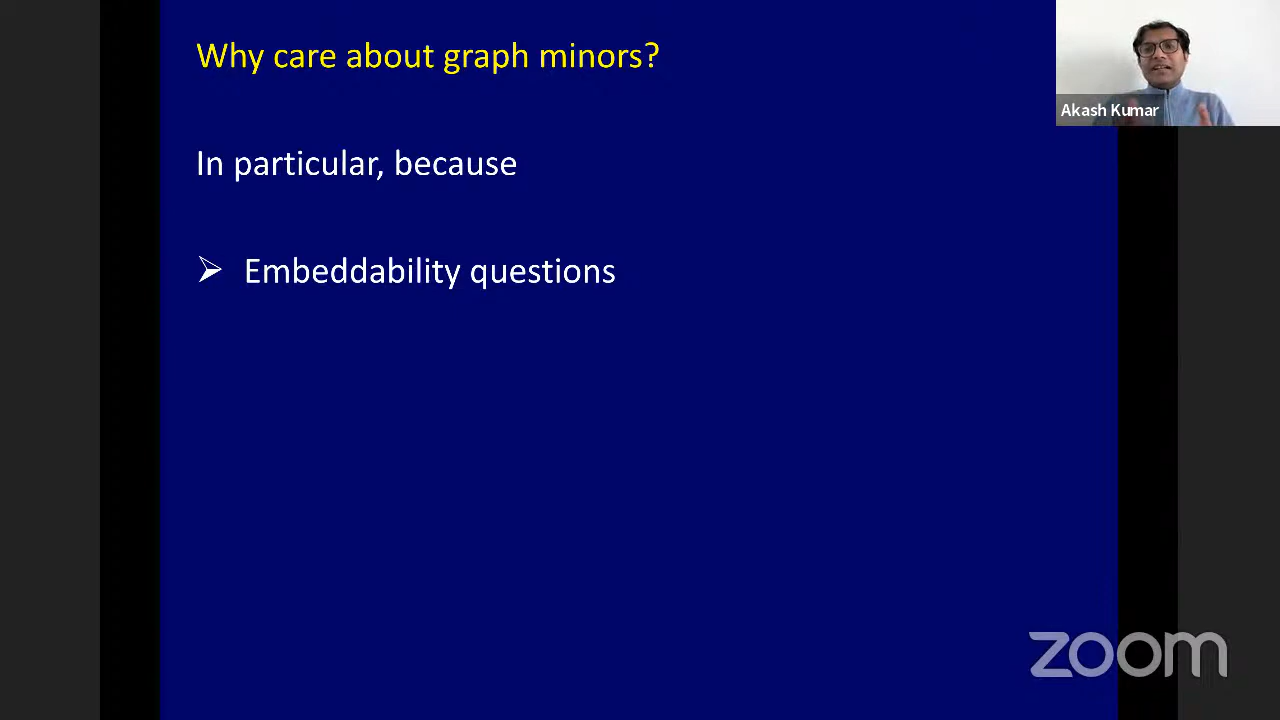 Why care about graph minors?
Akash Kumar
In particular, because
➢ Embeddability questions
zoom